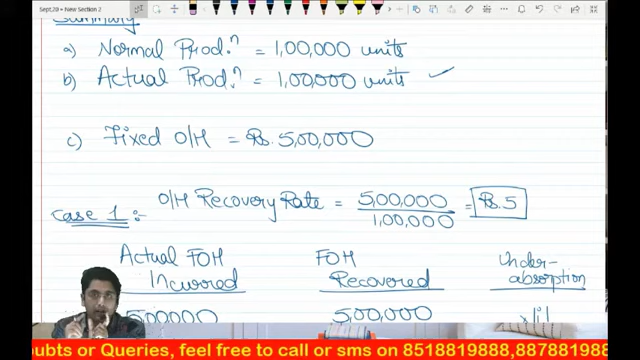 Sept.20 × New Section 2
Summary
a) Normal Prod.n = 1,00,000 units
b) Actual Prod.n = 1,00,000 units
c) Fixed O/H = Rs. 5,00,000
Case 1:- O/H Recovery Rate = 5,00,000 / 1,00,000 = Rs. 5
Actual FOH Incurred
FOH Recovered
Under-absorption
5,00,000 5,00,000 Nil
oubts or Queries, feel free to call or sms on 8518819888,8878819888